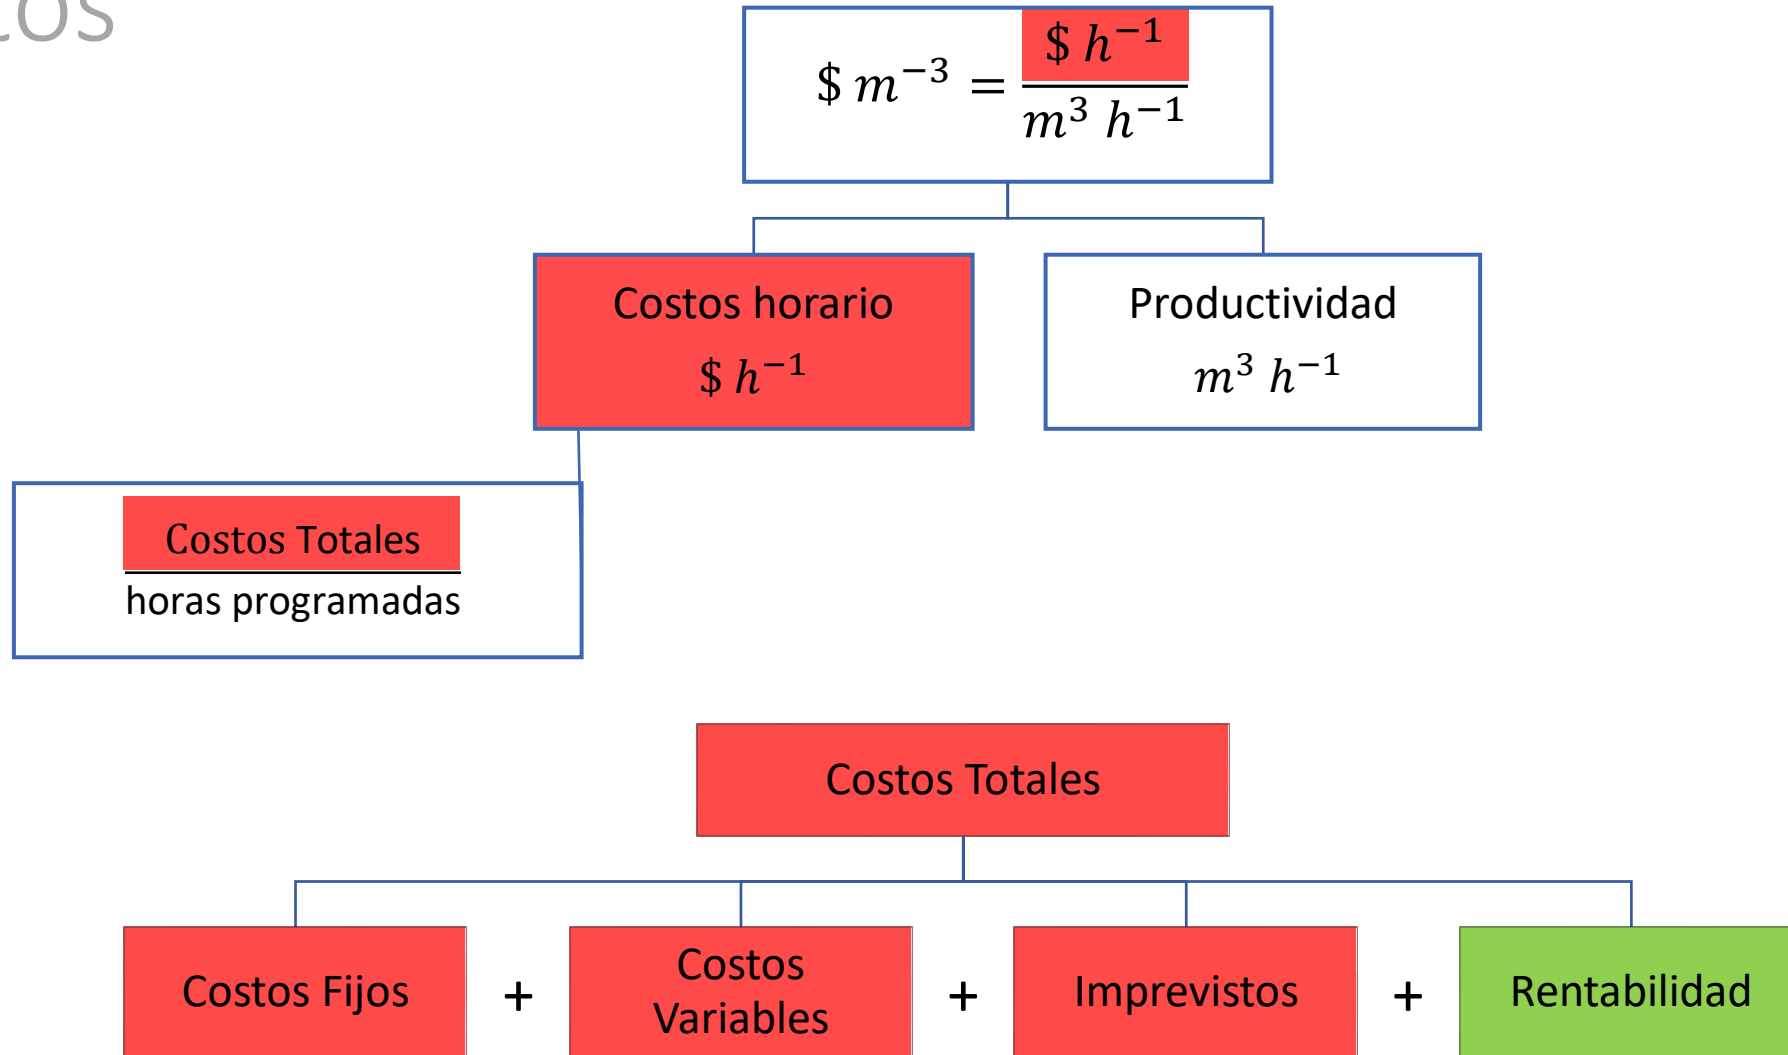 $ m⁻³ = $ h⁻¹ / m³ h⁻¹
Costos horario
$ h⁻¹
Productividad
m³ h⁻¹
Costos Totales
horas programadas
Costos Totales
Costos Fijos + Costos Variables + Imprevistos + Rentabilidad